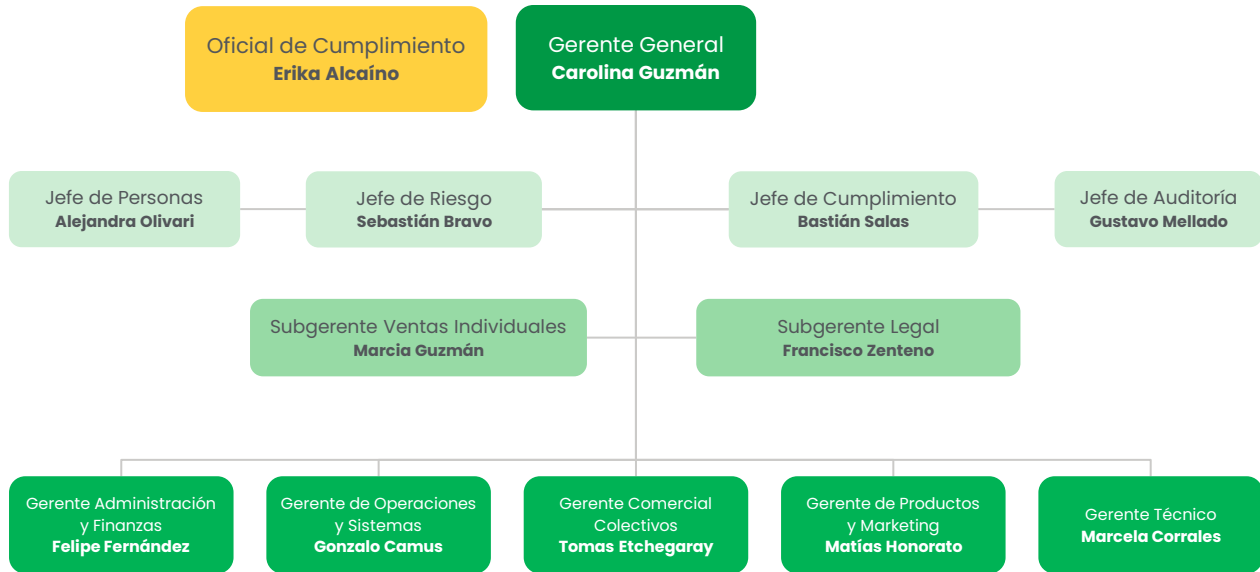 Oficial de Cumplimiento
Erika Alcaíno
Gerente General
Carolina Guzmán
Jefe de Personas
Alejandra Olivari
Jefe de Riesgo
Sebastián Bravo
Jefe de Cumplimiento
Bastián Salas
Jefe de Auditoría
Gustavo Mellado
Subgerente Ventas Individuales
Marcia Guzmán
Subgerente Legal
Francisco Zenteno
Gerente Administración
y Finanzas
Felipe Fernández
Gerente de Operaciones
y Sistemas
Gonzalo Camus
Gerente Comercial
Colectivos
Tomas Etchegaray
Gerente de Productos
y Marketing
Matías Honorato
Gerente Técnico
Marcela Corrales